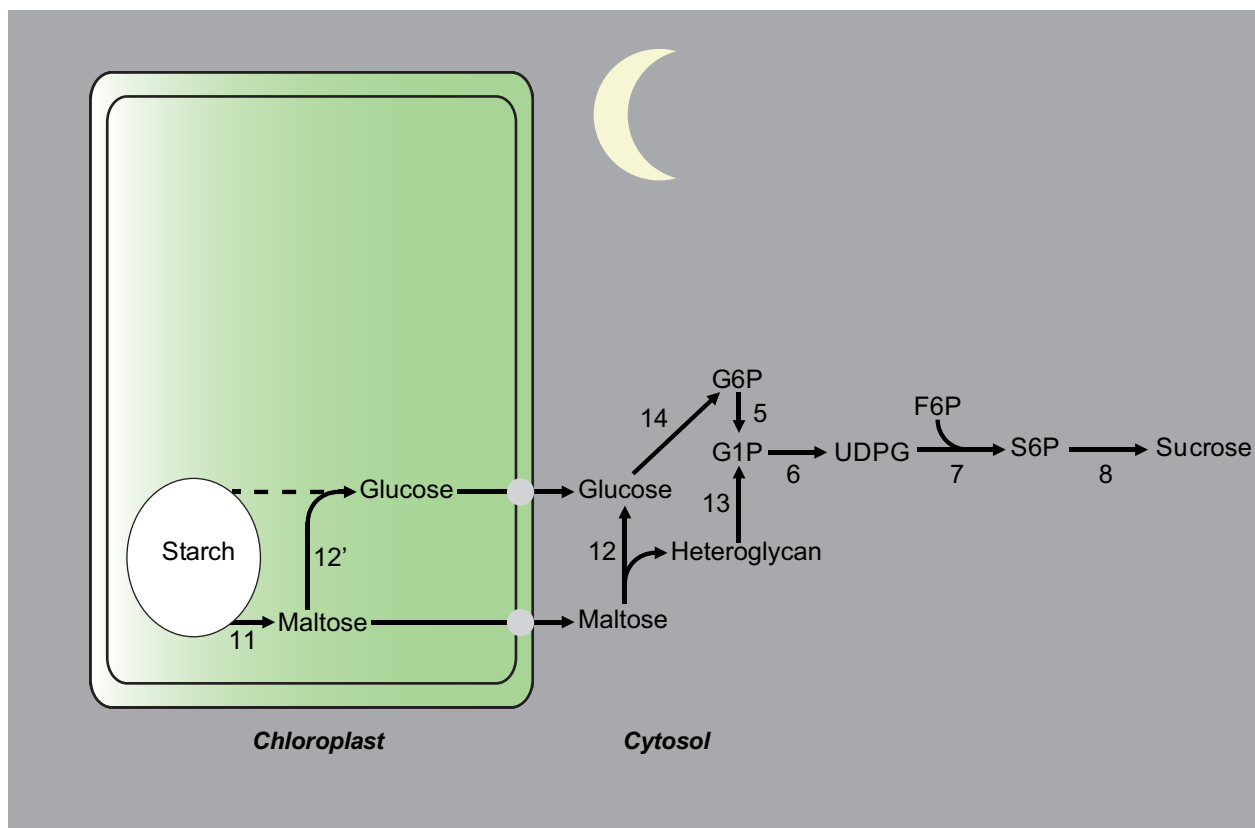 G6P
14
5
F6P
G1P
6
UDPG
7
S6P
8
Sucrose
Glucose
Glucose
13
Starch
12’
12
Heteroglycan
11
Maltose
Maltose
Chloroplast
Cytosol